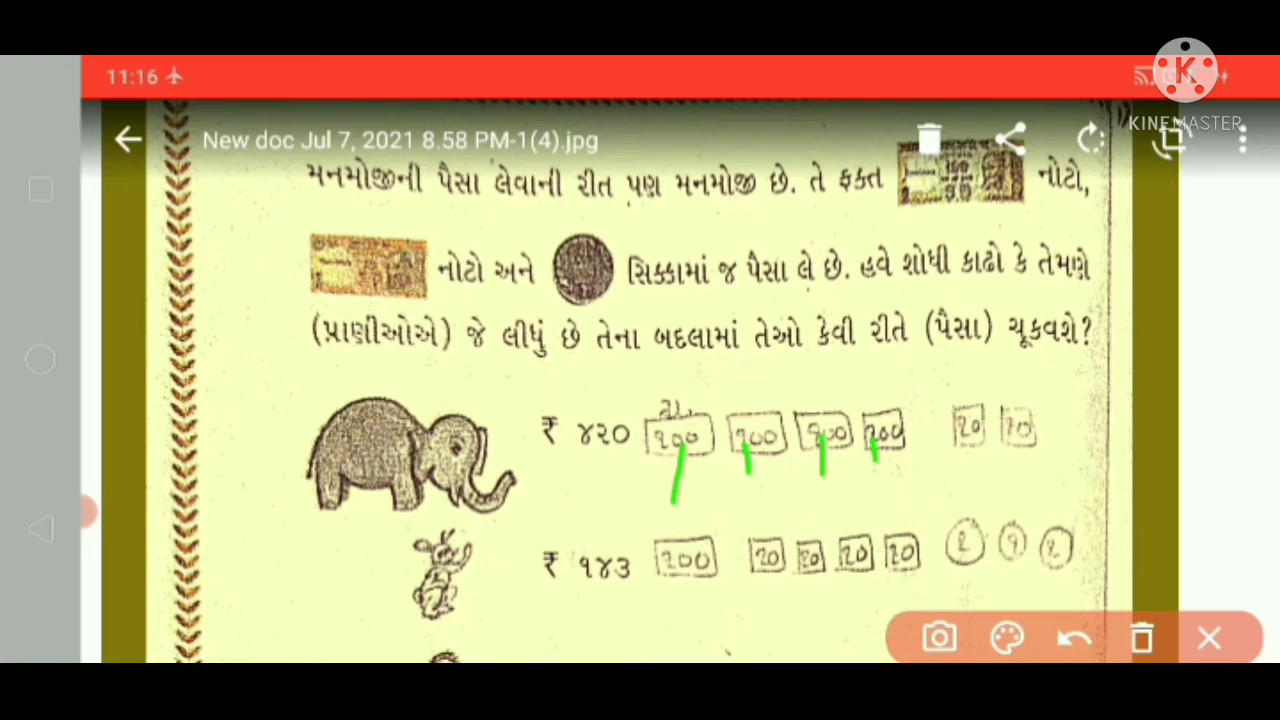 11:16
KINEMASTER
New doc Jul 7, 2021 8.58 PM-1(4).jpg
મનમોજીની પૈસા લેવાની રીત પણ મનમોજી છે. તે ફક્ત નોટો,
નોટો અને સિક્કામાં જ પૈસા લે છે. હવે શોધી કાઢો કે તેમણે
(પ્રાણીઓએ) જે લીધું છે તેના બદલામાં તેઓ કેવી રીતે (પૈસા) ચૂકવશે?
₹ ૪૨૦ ૧૦૦ ૧૦૦ ૧૦૦ ૧૦૦ ૧૦ ૧૦
₹ ૧૪૩ ૧૦૦ ૧૦ ૧૦ ૧૦ ૧૦ ૧ ૧ ૧